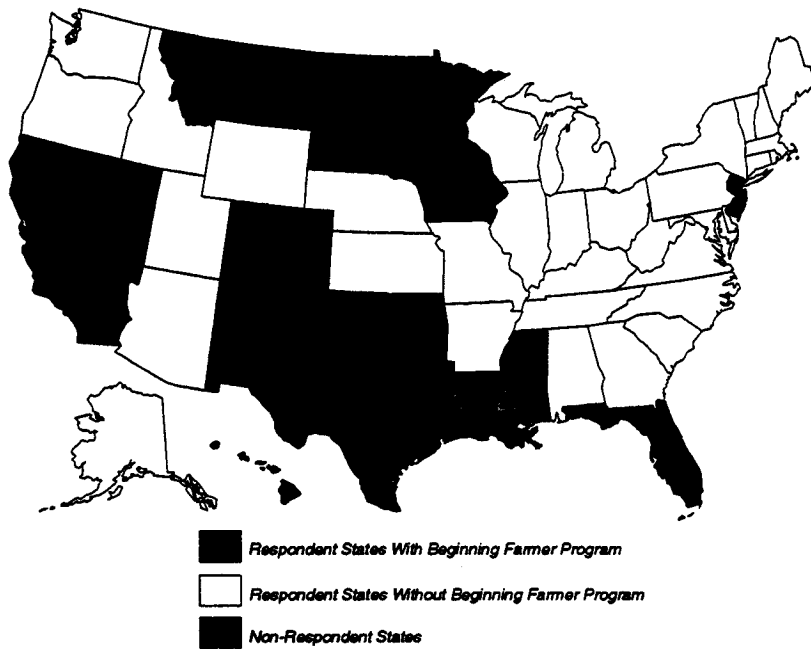 Respondent States With Beginning Farmer Program
Respondent States Without Beginning Farmer Program
Non-Respondent States